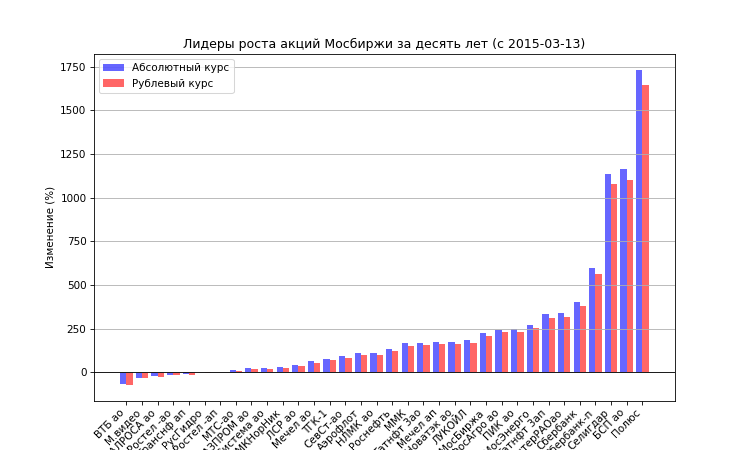 Лидеры роста акций Мосбиржи за десять лет (с 2015-03-13)
Абсолютный курс
Рублевый курс
Изменение (%)
1750
1500
1250
1000
750
500
250
0
ВТБ ао
М.видео
АЛРОСА ао
Ростел -ао
Транснф ап
РусГидро
Ростел -ап
МТС-ао
ГАЗПРОМ ао
Система ао
ГМКНорНик
ЛСР ао
Мечел ао
ТГК-1
СевСт-ао
Аэрофлот
НЛМК ао
Роснефть
ММК
Татнфт 3ао
Мечел ап
Новатэк ао
ЛУКОЙЛ
МосБиржа
ао
ПИК ао
МосЭнерго
Татнфт 3ап
Сбербанк
Сбербанк-п
Селигдар
БСП ао
Полюс